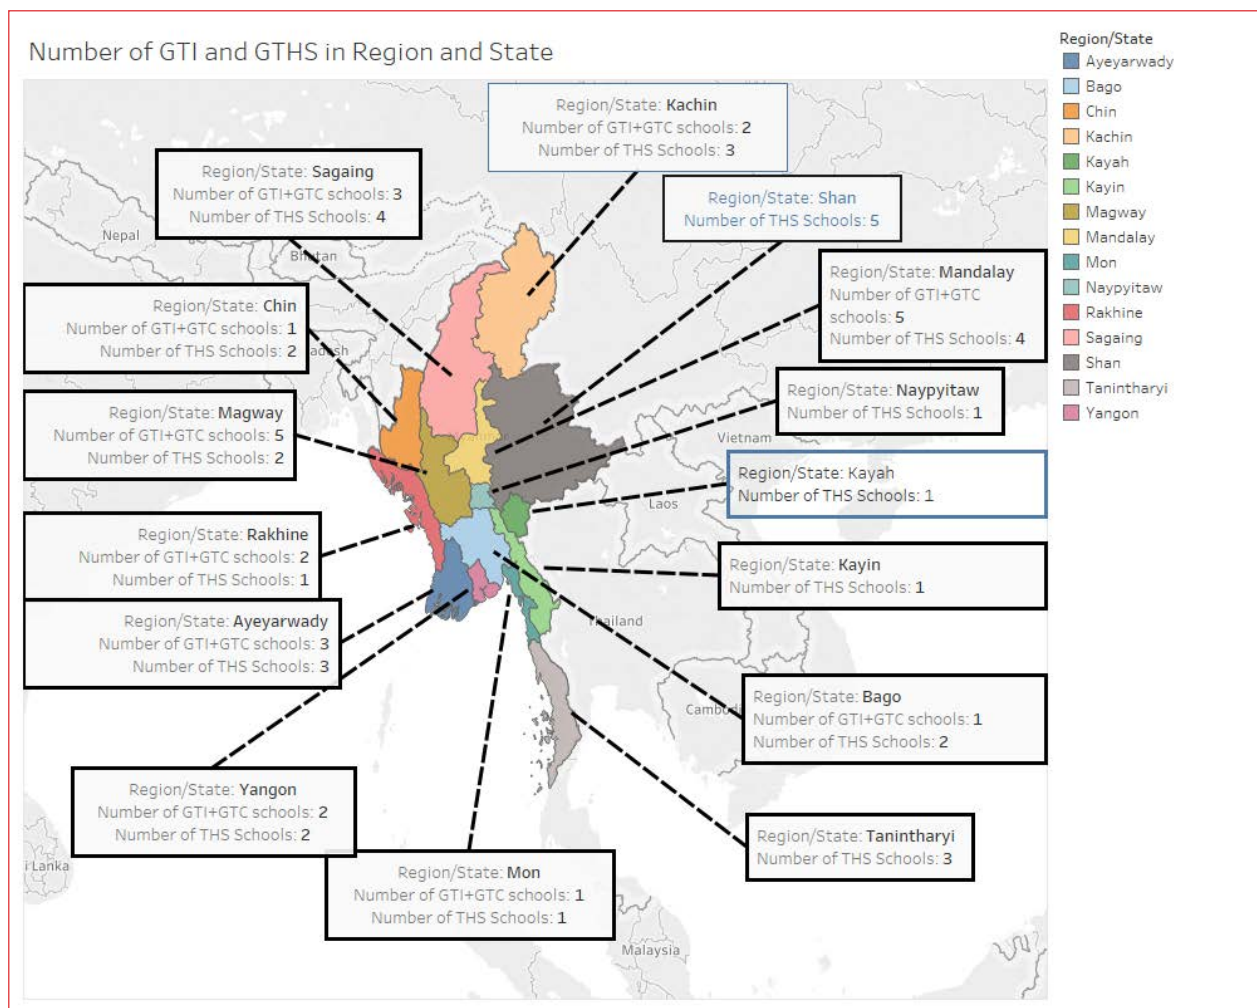 Number of GTI and GTHS in Region and State
Region/State
Ayeyarwady
Bago
Chin
Kachin
Kayah
Kayin
Magway
Mandalay
Mon
Naypyitaw
Rakhine
Sagaing
Shan
Tanintharyi
Yangon
Region/State: Kachin
Number of GTI+GTC schools: 2
Number of THS Schools: 3
Region/State: Sagaing
Number of GTI+GTC schools: 3
Number of THS Schools: 4
Region/State: Shan
Number of THS Schools: 5
Nepal
Bhutan
Region/State: Mandalay
Number of GTI+GTC
schools: 5
Number of THS Schools: 4
Region/State: Chin
Number of GTI+GTC schools: 1
Number of THS Schools: 2
adesh
Region/State: Naypyitaw
Number of THS Schools: 1
Region/State: Magway
Number of GTI+GTC schools: 5
Number of THS Schools: 2
Vietnam
Region/State: Kayah
Number of THS Schools: 1
Laos
Region/State: Rakhine
Number of GTI+GTC schools: 2
Number of THS Schools: 1
Region/State: Kayin
Number of THS Schools: 1
Region/State: Ayeyarwady
Number of GTI+GTC schools: 3
Number of THS Schools: 3
Thailand
Region/State: Bago
Number of GTI+GTC schools: 1
Number of THS Schools: 2
Cambodi
Region/State: Yangon
Number of GTI+GTC schools: 2
Number of THS Schools: 2
Region/State: Tanintharyi
Number of THS Schools: 3
i Lanka
Region/State: Mon
Number of GTI+GTC schools: 1
Number of THS Schools: 1
Malaysia